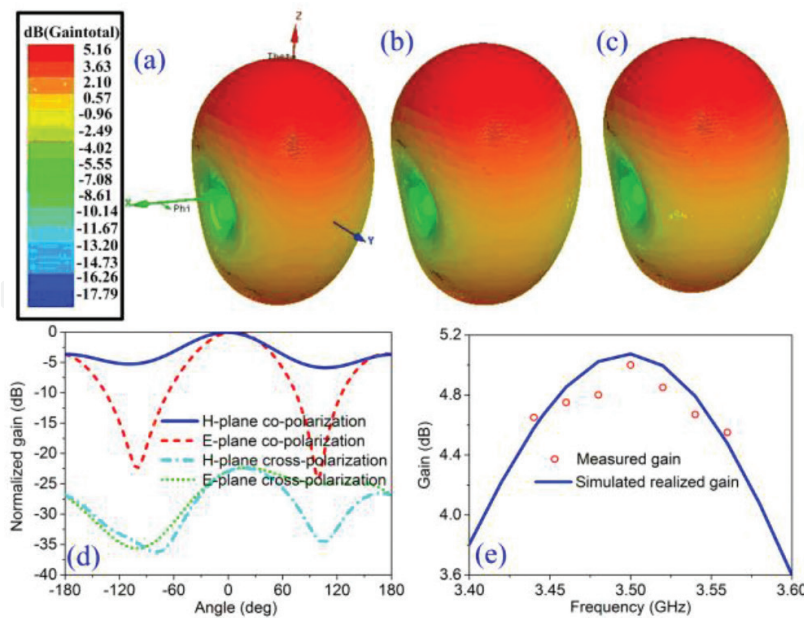 dB(Gaintotal)
5.16
3.63
2.10
0.57
-0.96
-2.49
-4.02
-5.55
-7.08
-8.61
-10.14
-11.67
-13.20
-14.73
-16.26
-17.79
(a)
Z
Theta
X
Phi
Y
(b)
(c)
Normalized gain (dB)
0
-5
-10
-15
-20
-25
-30
-35
-40
H-plane co-polarization
E-plane co-polarization
H-plane cross-polarization
E-plane cross-polarization
(d)
-180 -120 -60 0 60 120 180
Angle (deg)
Gain (dB)
5.2
4.8
4.4
4.0
3.6
Measured gain
Simulated realized gain
(e)
3.40 3.45 3.50 3.55 3.60
Frequency (GHz)